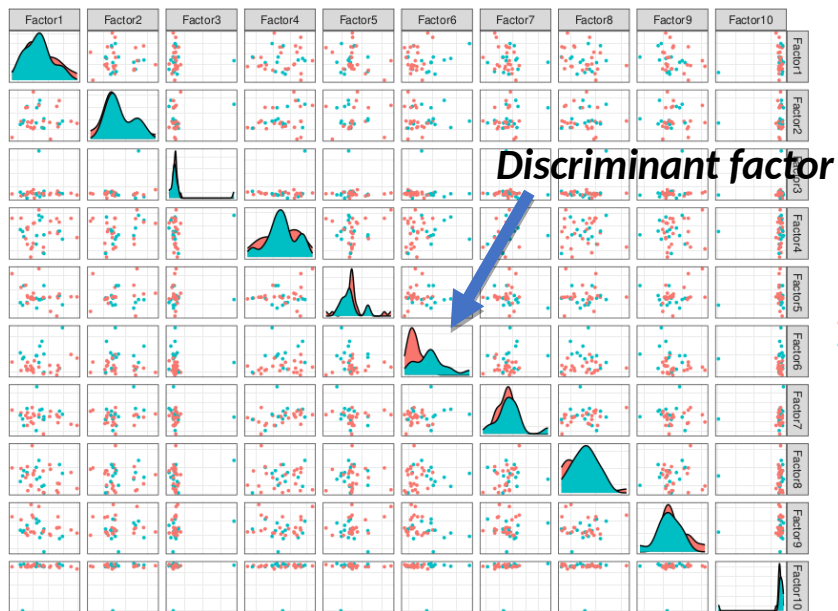 Factor1 Factor2 Factor3 Factor4 Factor5 Factor6 Factor7 Factor8 Factor9 Factor10
Factor1
Factor2
Discriminant factor
Factor4
Factor5
Factor6
Factor7
Factor8
Factor9
Factor10